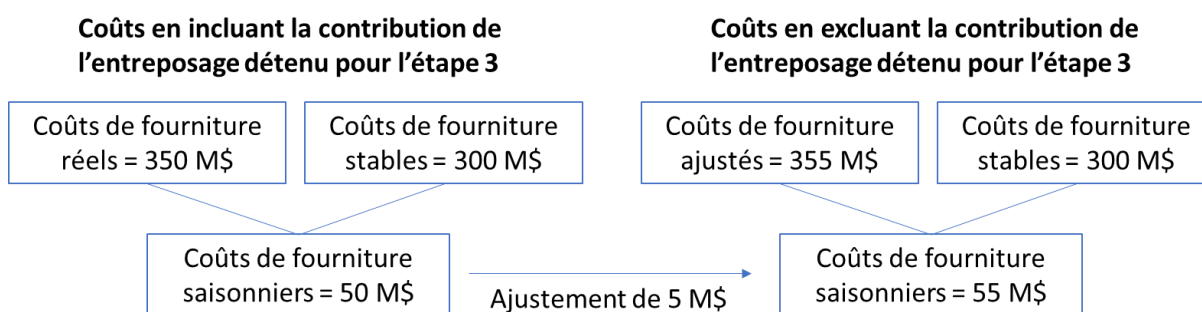 Coûts en incluant la contribution de
l’entreposage détenu pour l’étape 3
Coûts de fourniture
réels = 350 M$
Coûts de fourniture
stables = 300 M$
Coûts de fourniture
saisonniers = 50 M$
Ajustement de 5 M$
Coûts en excluant la contribution de
l’entreposage détenu pour l’étape 3
Coûts de fourniture
ajustés = 355 M$
Coûts de fourniture
stables = 300 M$
Coûts de fourniture
saisonniers = 55 M$